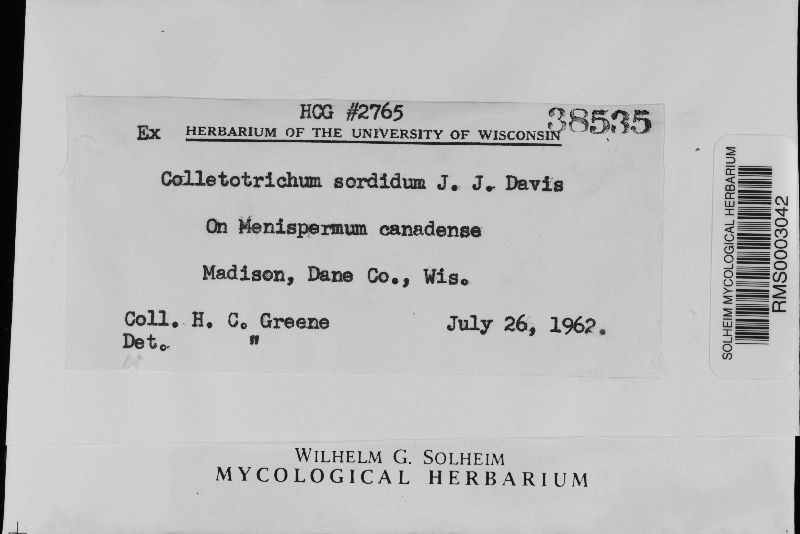 HCG #2765
38535
Ex HERBARIUM OF THE UNIVERSITY OF WISCONSIN
Colletotrichum sordidum J. J. Davis
On Menispermum canadense
Madison, Dane Co., Wis.
Coll. H. C. Greene July 26, 1962.
Det. "
SOLHEIM MYCOLOGICAL HERBARIUM
RMS0003042
WILHELM G. SOLHEIM
MYCOLOGICAL HERBARIUM